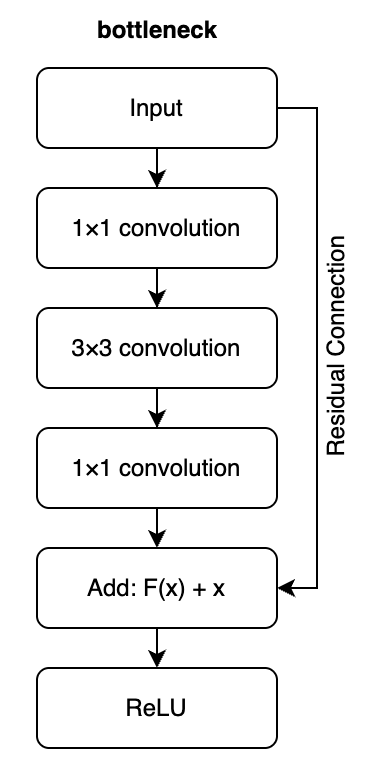 bottleneck
Input
1×1 convolution
3×3 convolution
1×1 convolution
Add: F(x) + x
ReLU
Residual Connection